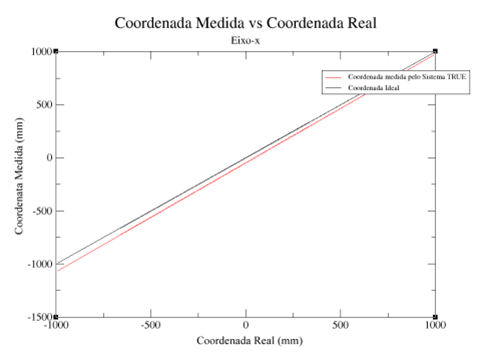 Coordenada Medida vs Coordenada Real
Eixo-x
1000
Coordenada medida pelo Sistema TRUE
Coordenada Ideal
500
0
-500
-1000
-1500
Coordenata Medida (mm)
-1000 -500 0 500 1000
Coordenada Real (mm)